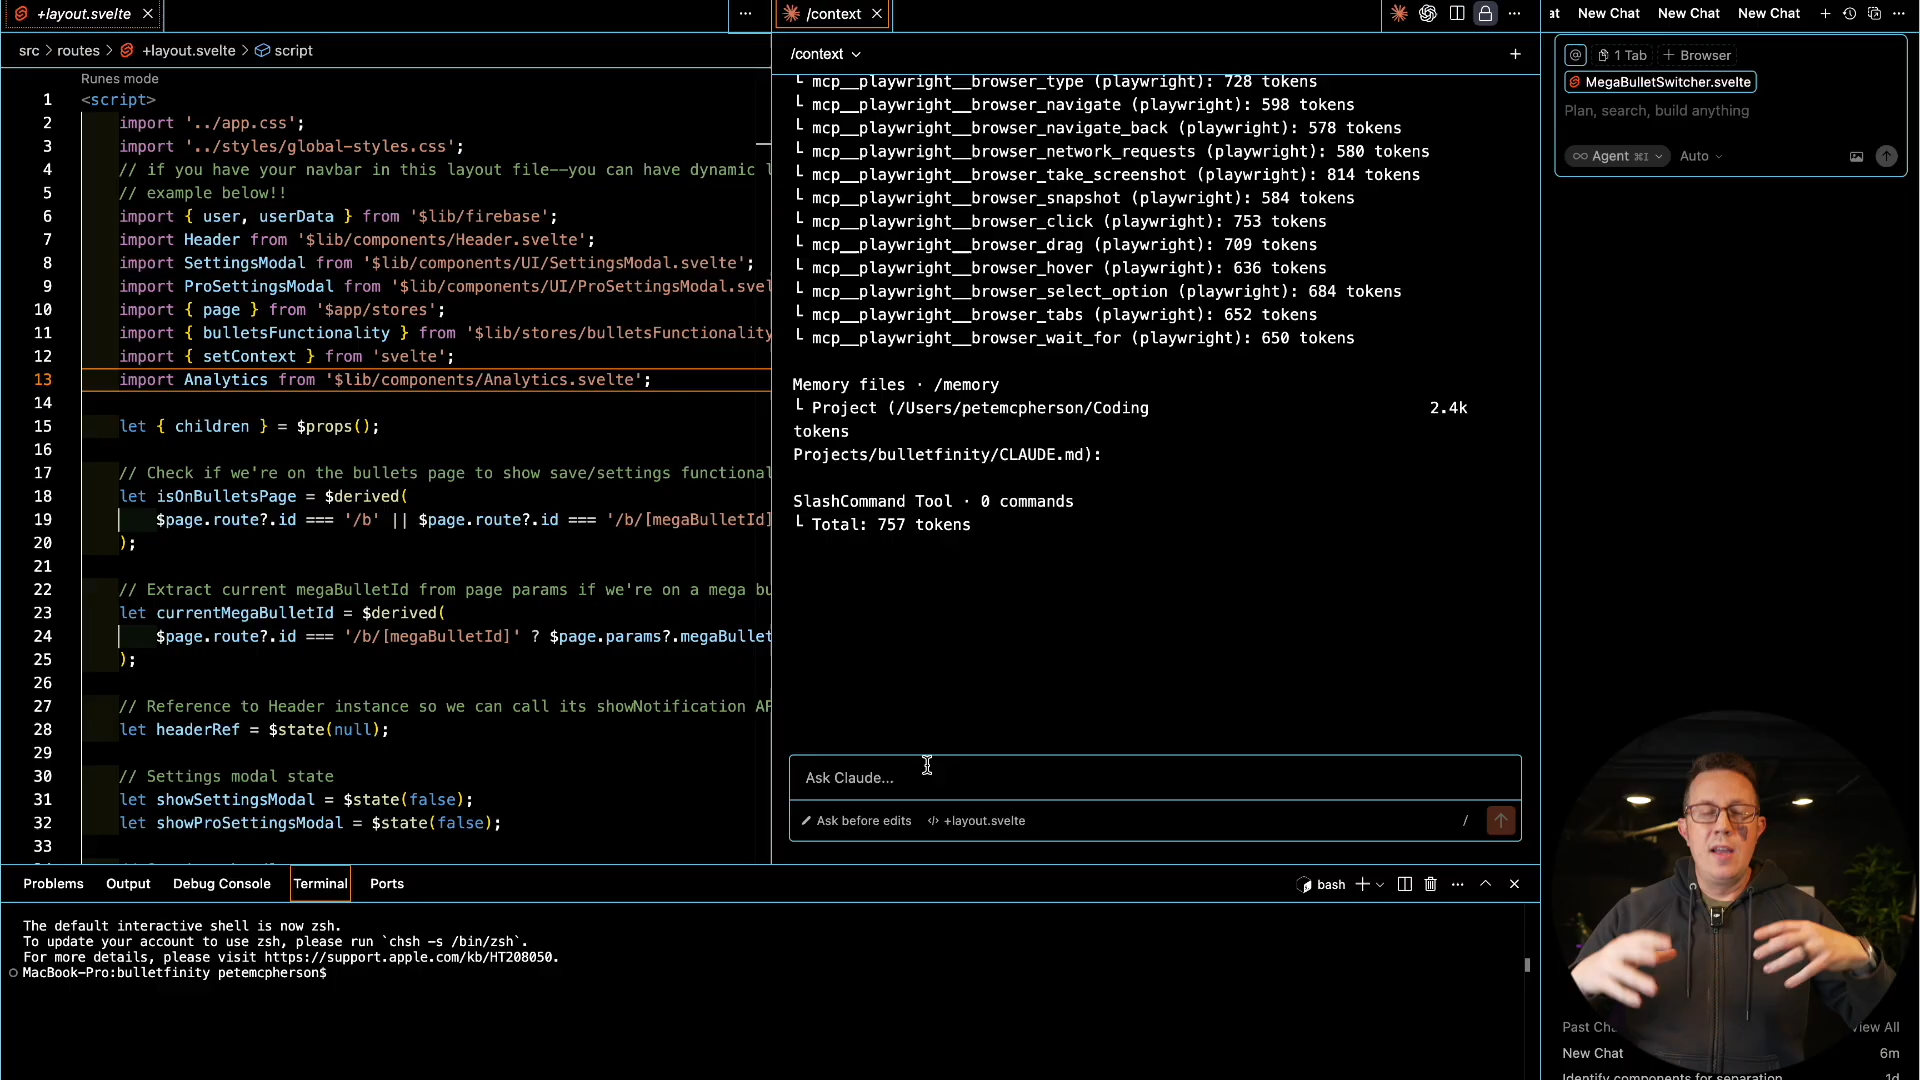 +layout.svelte
/context
at New Chat New Chat New Chat
src > routes > +layout.svelte > script
/context
@ 1 Tab + Browser
MegaBulletSwitcher.svelte
Plan, search, build anything
Agent ⌘I Auto
Runes mode
1 <script>
2 import '../app.css';
3 import '../styles/global-styles.css';
4 // if you have your navbar in this layout file––you can have dynamic l
5 // example below!!
6 import { user, userData } from '$lib/firebase';
7 import Header from '$lib/components/Header.svelte';
8 import SettingsModal from '$lib/components/UI/SettingsModal.svelte';
9 import ProSettingsModal from '$lib/components/UI/ProSettingsModal.svel
10 import { page } from '$app/stores';
11 import { bulletsFunctionality } from '$lib/stores/bulletsFunctionality
12 import { setContext } from 'svelte';
13 import Analytics from '$lib/components/Analytics.svelte';
14
15 let { children } = $props();
16
17 // Check if we're on the bullets page to show save/settings functional
18 let isOnBulletsPage = $derived(
19 $page.route?.id === '/b' || $page.route?.id === '/b/[megaBulletId]
20 );
21
22 // Extract current megaBulletId from page params if we're on a mega bu
23 let currentMegaBulletId = $derived(
24 $page.route?.id === '/b/[megaBulletId]' ? $page.params?.megaBullet
25 );
26
27 // Reference to Header instance so we can call its showNotification AP
28 let headerRef = $state(null);
29
30 // Settings modal state
31 let showSettingsModal = $state(false);
32 let showProSettingsModal = $state(false);
33
└ mcp__playwright__browser_type (playwright): 728 tokens
└ mcp__playwright__browser_navigate (playwright): 598 tokens
└ mcp__playwright__browser_navigate_back (playwright): 578 tokens
└ mcp__playwright__browser_network_requests (playwright): 580 tokens
└ mcp__playwright__browser_take_screenshot (playwright): 814 tokens
└ mcp__playwright__browser_snapshot (playwright): 584 tokens
└ mcp__playwright__browser_click (playwright): 753 tokens
└ mcp__playwright__browser_drag (playwright): 709 tokens
└ mcp__playwright__browser_hover (playwright): 636 tokens
└ mcp__playwright__browser_select_option (playwright): 684 tokens
└ mcp__playwright__browser_tabs (playwright): 652 tokens
└ mcp__playwright__browser_wait_for (playwright): 650 tokens
Memory files · /memory
└ Project (/Users/petemcpherson/Coding 2.4k
tokens
Projects/bulletfinity/CLAUDE.md):
SlashCommand Tool · 0 commands
└ Total: 757 tokens
Ask Claude...
Ask before edits </> +layout.svelte /
Problems Output Debug Console Terminal Ports
bash
The default interactive shell is now zsh.
To update your account to use zsh, please run `chsh -s /bin/zsh`.
For more details, please visit https://support.apple.com/kb/HT208050.
MacBook-Pro:bulletfinity petemcpherson$
Past Cha View All
New Chat 6m
Identify components for separation 1d